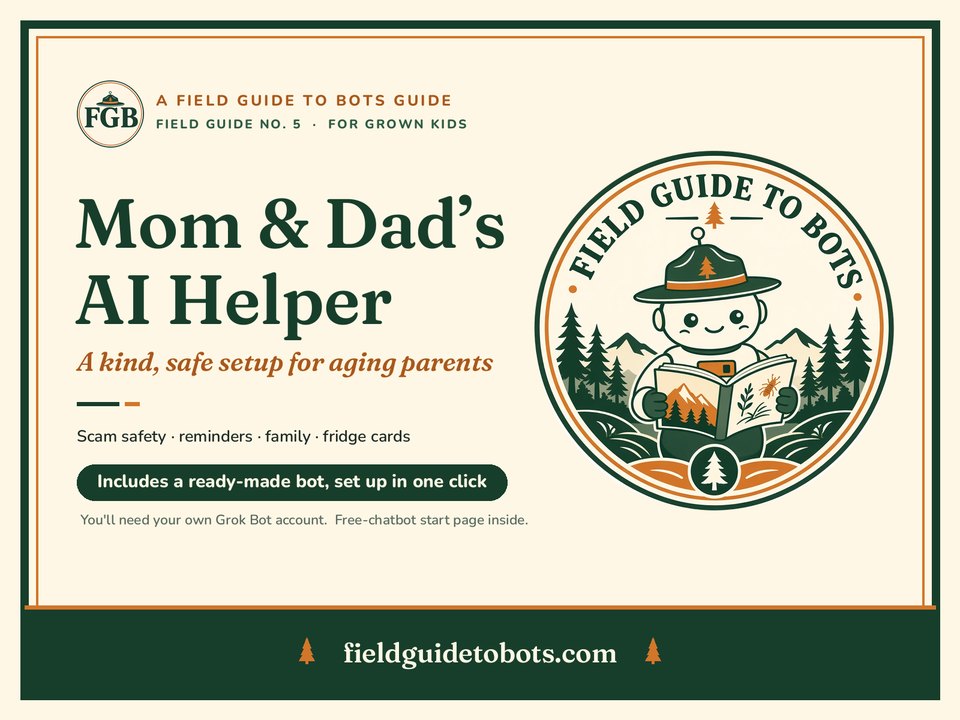 FGB
A FIELD GUIDE TO BOTS GUIDE
FIELD GUIDE NO. 5 · FOR GROWN KIDS
Mom & Dad’s
AI Helper
A kind, safe setup for aging parents
Scam safety · reminders · family · fridge cards
Includes a ready-made bot, set up in one click
You'll need your own Grok Bot account. Free-chatbot start page inside.
• FIELD GUIDE TO BOTS •
fieldguidetobots.com